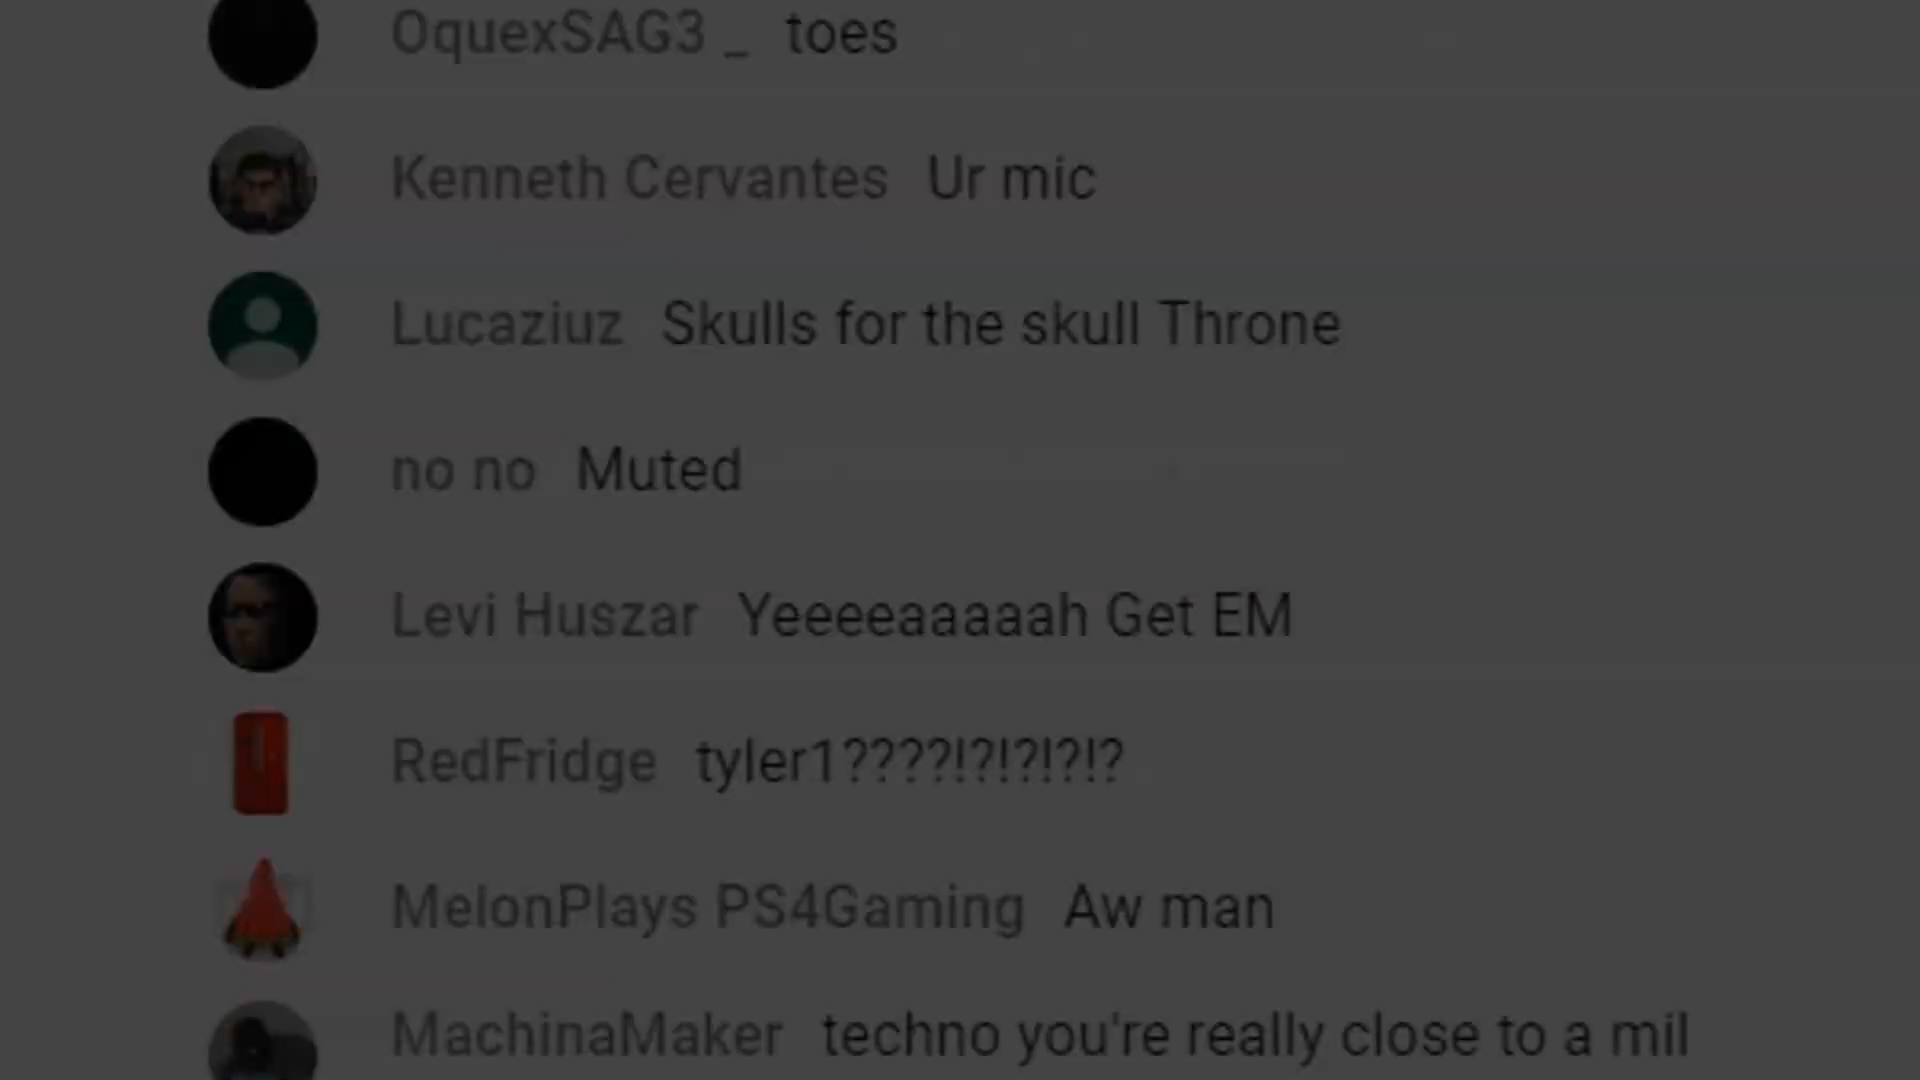 OquexSAG3 _ toes
Kenneth Cervantes Ur mic
Lucaziuz Skulls for the skull Throne
no no Muted
Levi Huszar Yeeeeaaaaah Get EM
RedFridge tyler1????!?!?!?!?
MelonPlays PS4Gaming Aw man
MachinaMaker techno you're really close to a mil